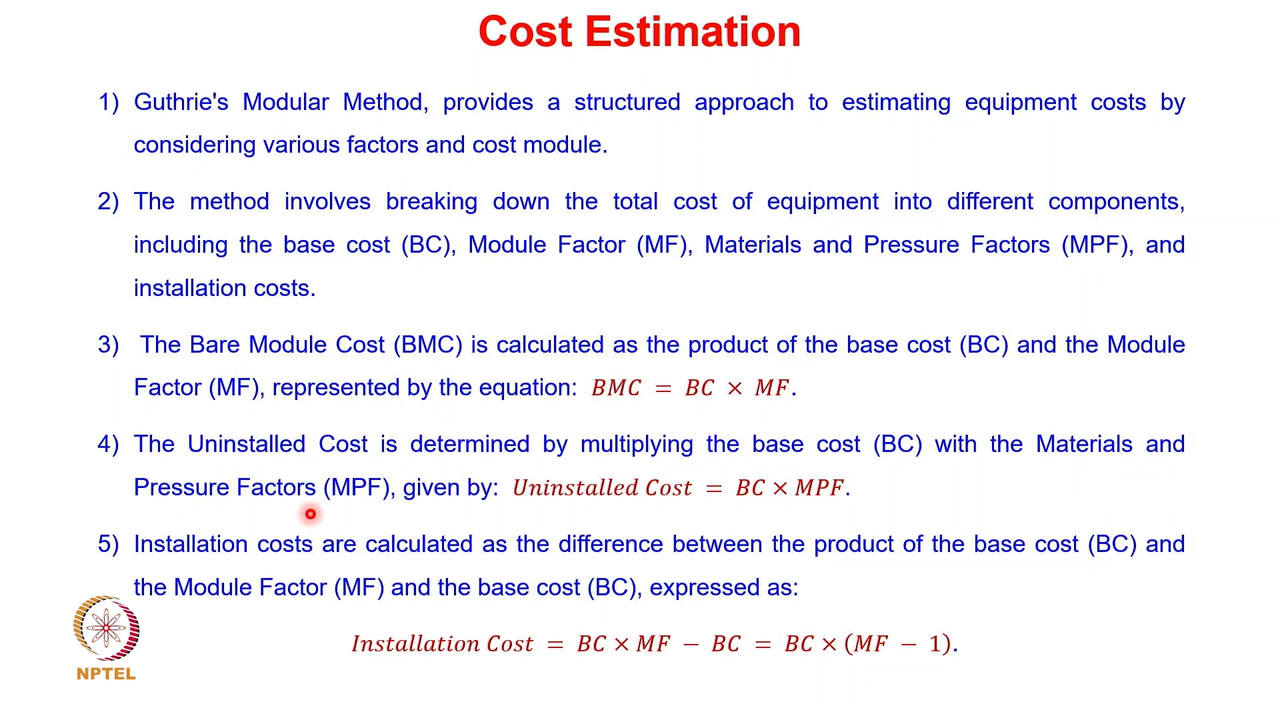 Cost Estimation
1) Guthrie's Modular Method, provides a structured approach to estimating equipment costs by
considering various factors and cost module.
2) The method involves breaking down the total cost of equipment into different components,
including the base cost (BC), Module Factor (MF), Materials and Pressure Factors (MPF), and
installation costs.
3) The Bare Module Cost (BMC) is calculated as the product of the base cost (BC) and the Module
Factor (MF), represented by the equation: BMC = BC × MF.
4) The Uninstalled Cost is determined by multiplying the base cost (BC) with the Materials and
Pressure Factors (MPF), given by: Uninstalled Cost = BC × MPF.
5) Installation costs are calculated as the difference between the product of the base cost (BC) and
the Module Factor (MF) and the base cost (BC), expressed as:
Installation Cost = BC × MF − BC = BC × (MF − 1).
NPTEL